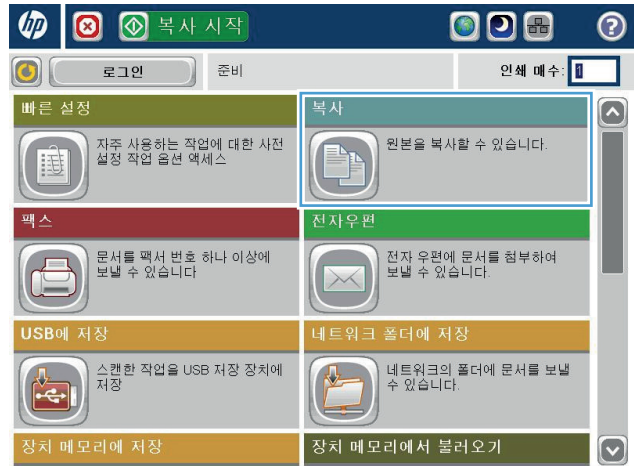 hp 복사 시작 ?
로그인 준비 인쇄 매수: 1
빠른 설정
자주 사용하는 작업에 대한 사전
설정 작업 옵션 액세스
복사
원본을 복사할 수 있습니다.
팩스
문서를 팩서 번호 하나 이상에
보낼 수 있습니다
전자우편
전자 우편에 문서를 첨부하여
보낼 수 있습니다.
USB에 저장
스캔한 작업을 USB 저장 장치에
저장
네트워크 폴더에 저장
네트워크의 폴더에 문서를 보낼
수 있습니다.
장치 메모리에 저장
장치 메모리에서 불러오기